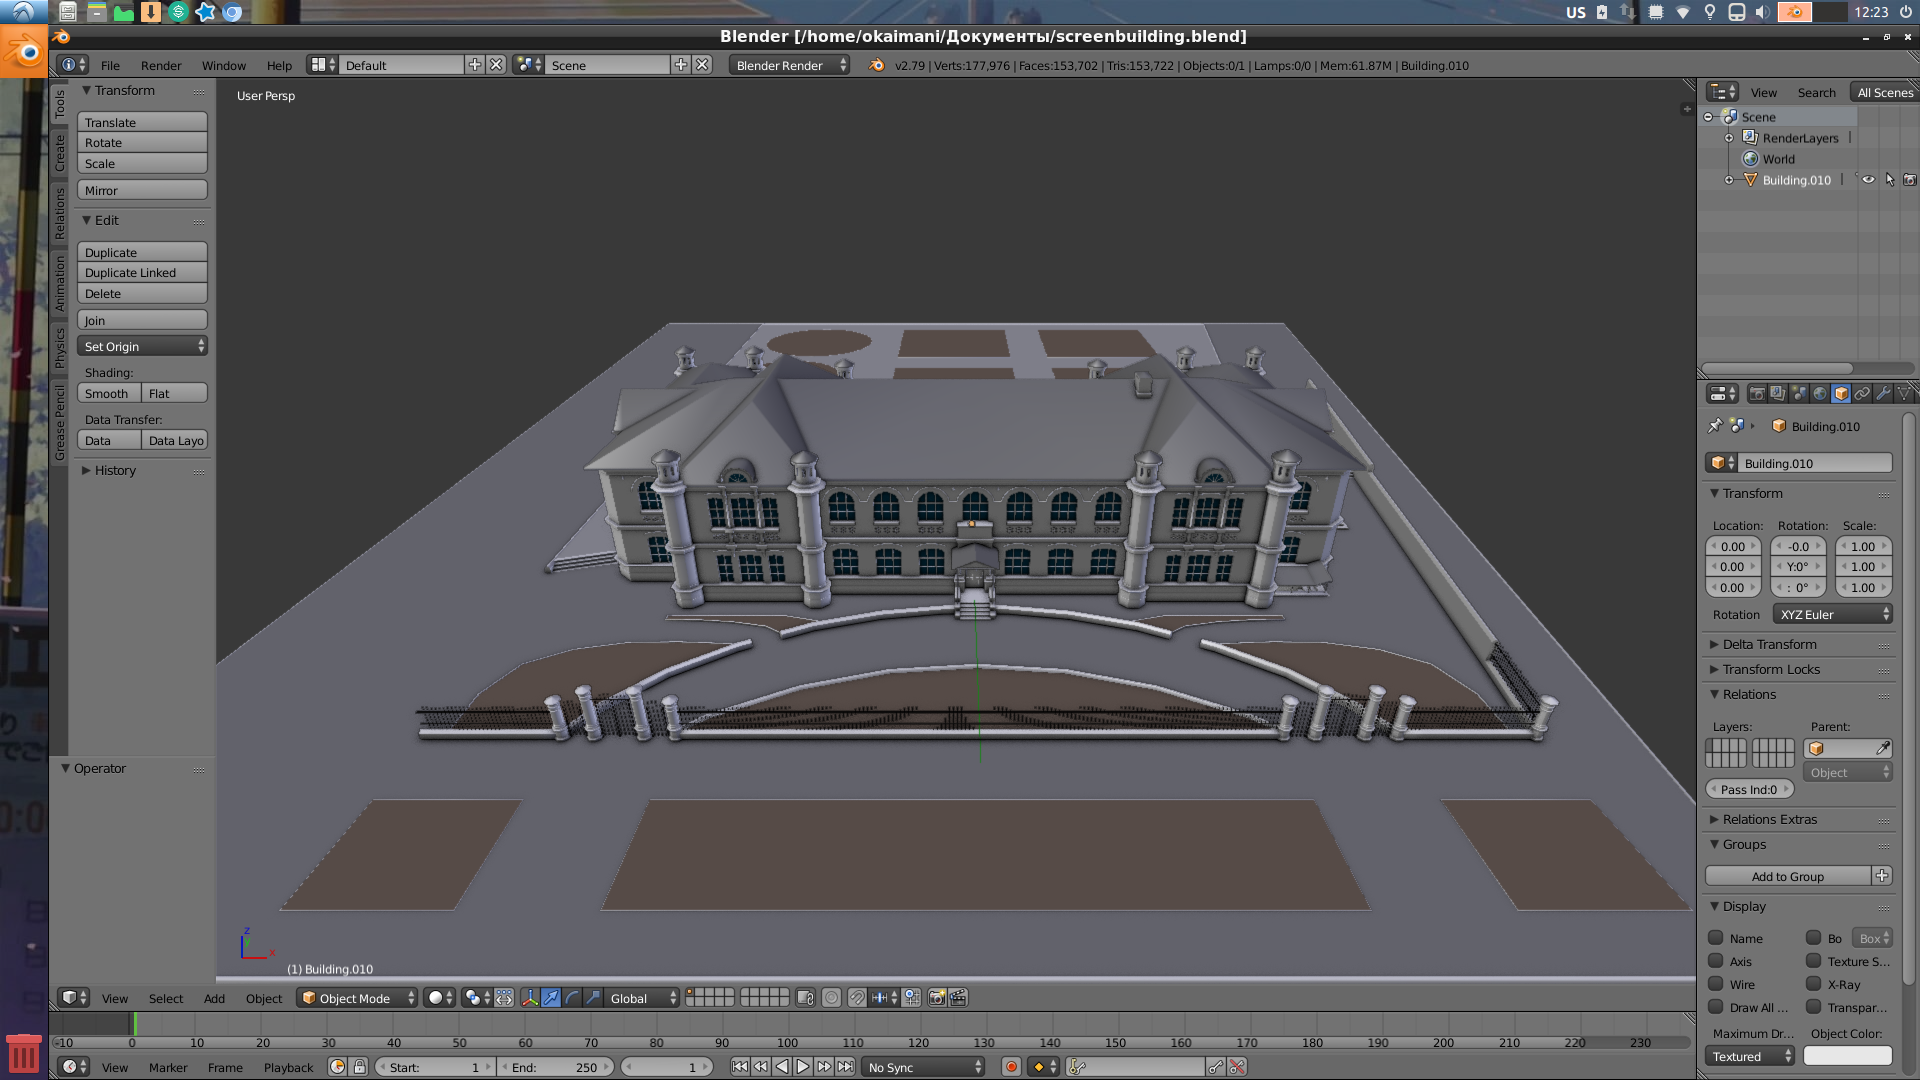 US
12:23
Blender [/home/okaimani/Документы/screenbuilding.blend]
File Render Window Help Default Scene Blender Render v2.79 | Verts:177,976 | Faces:153,702 | Tris:153,722 | Objects:0/1 | Lamps:0/0 | Mem:61.87M | Building.010
Tools
Create
Relations
Animation
Physics
Grease Pencil
Transform
Translate
Rotate
Scale
Mirror
Edit
Duplicate
Duplicate Linked
Delete
Join
Set Origin
Shading:
Smooth Flat
Data Transfer:
Data Data Layo
History
Operator
User Persp
(1) Building.010
z
x
View Search All Scenes
Scene
RenderLayers
World
Building.010
Building.010
Building.010
Transform
Location: Rotation: Scale:
0.00 -0.0 1.00
0.00 Y:0° 1.00
0.00 : 0° 1.00
Rotation XYZ Euler
Delta Transform
Transform Locks
Relations
Layers: Parent:
Object
Pass Ind:0
Relations Extras
Groups
Add to Group
Display
Name Bo Box
Axis Texture S...
Wire X-Ray
Draw All ... Transpar...
Maximum Dr... Object Color:
Textured
View Select Add Object Object Mode Global
-10 0 10 20 30 40 50 60 70 80 90 100 110 120 130 140 150 160 170 180 190 200 210 220 230
View Marker Frame Playback Start: 1 End: 250 1 No Sync